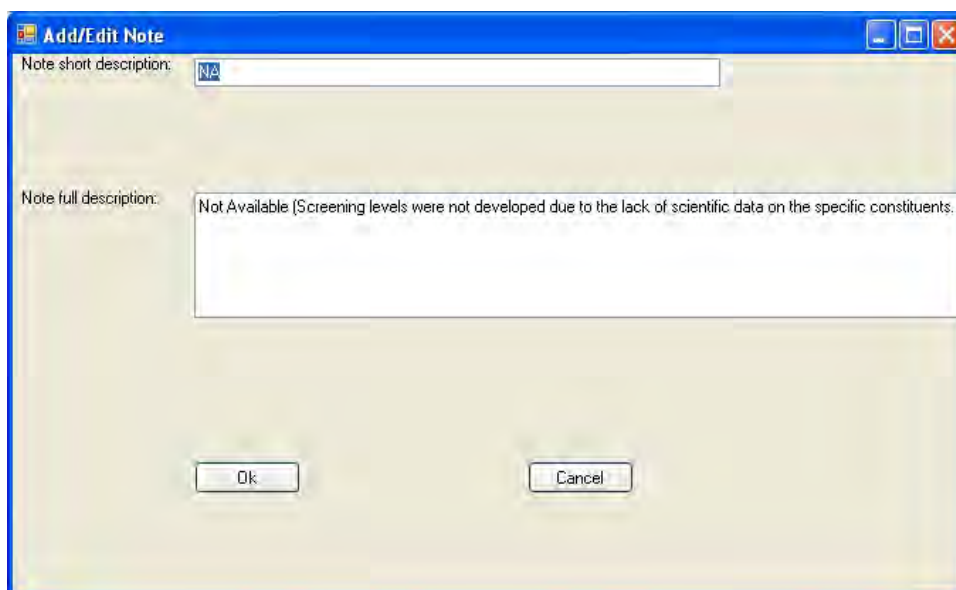 Add/Edit Note
Note short description:
NA
Note full description:
Not Available (Screening levels were not developed due to the lack of scientific data on the specific constituents.
Ok
Cancel